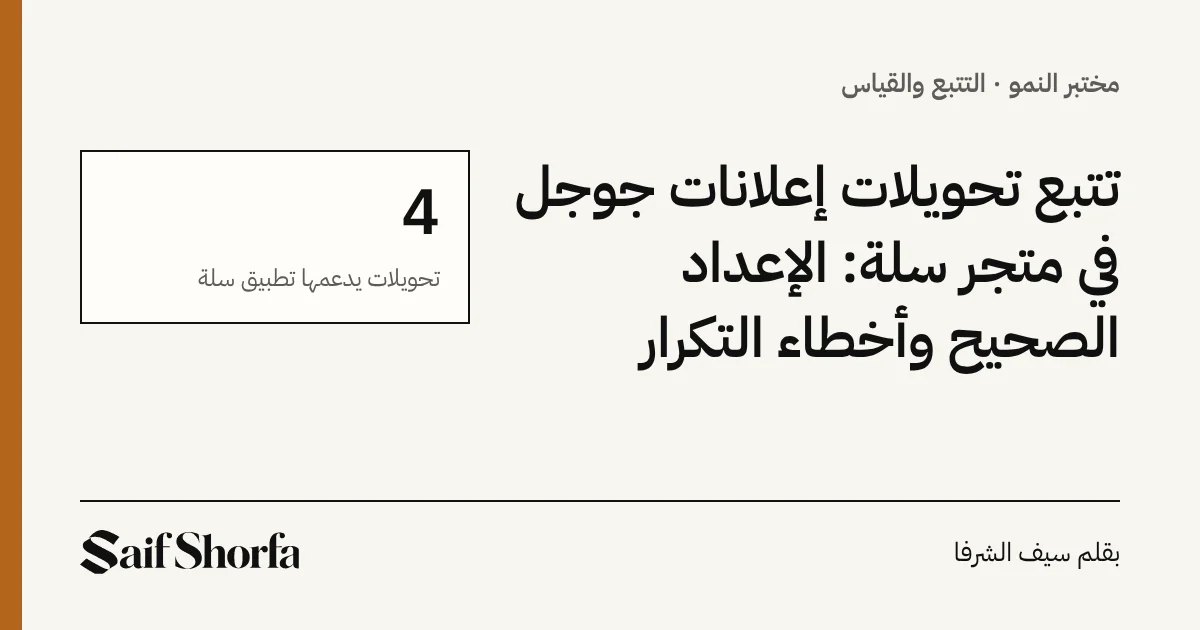 مختبر النمو · التتبع والقياس
تتبع تحويلات إعلانات جوجل
في متجر سلة: الإعداد
الصحيح وأخطاء التكرار
4
تحويلات يدعمها تطبيق سلة
بقلم سيف الشرفا
Saif Shorfa